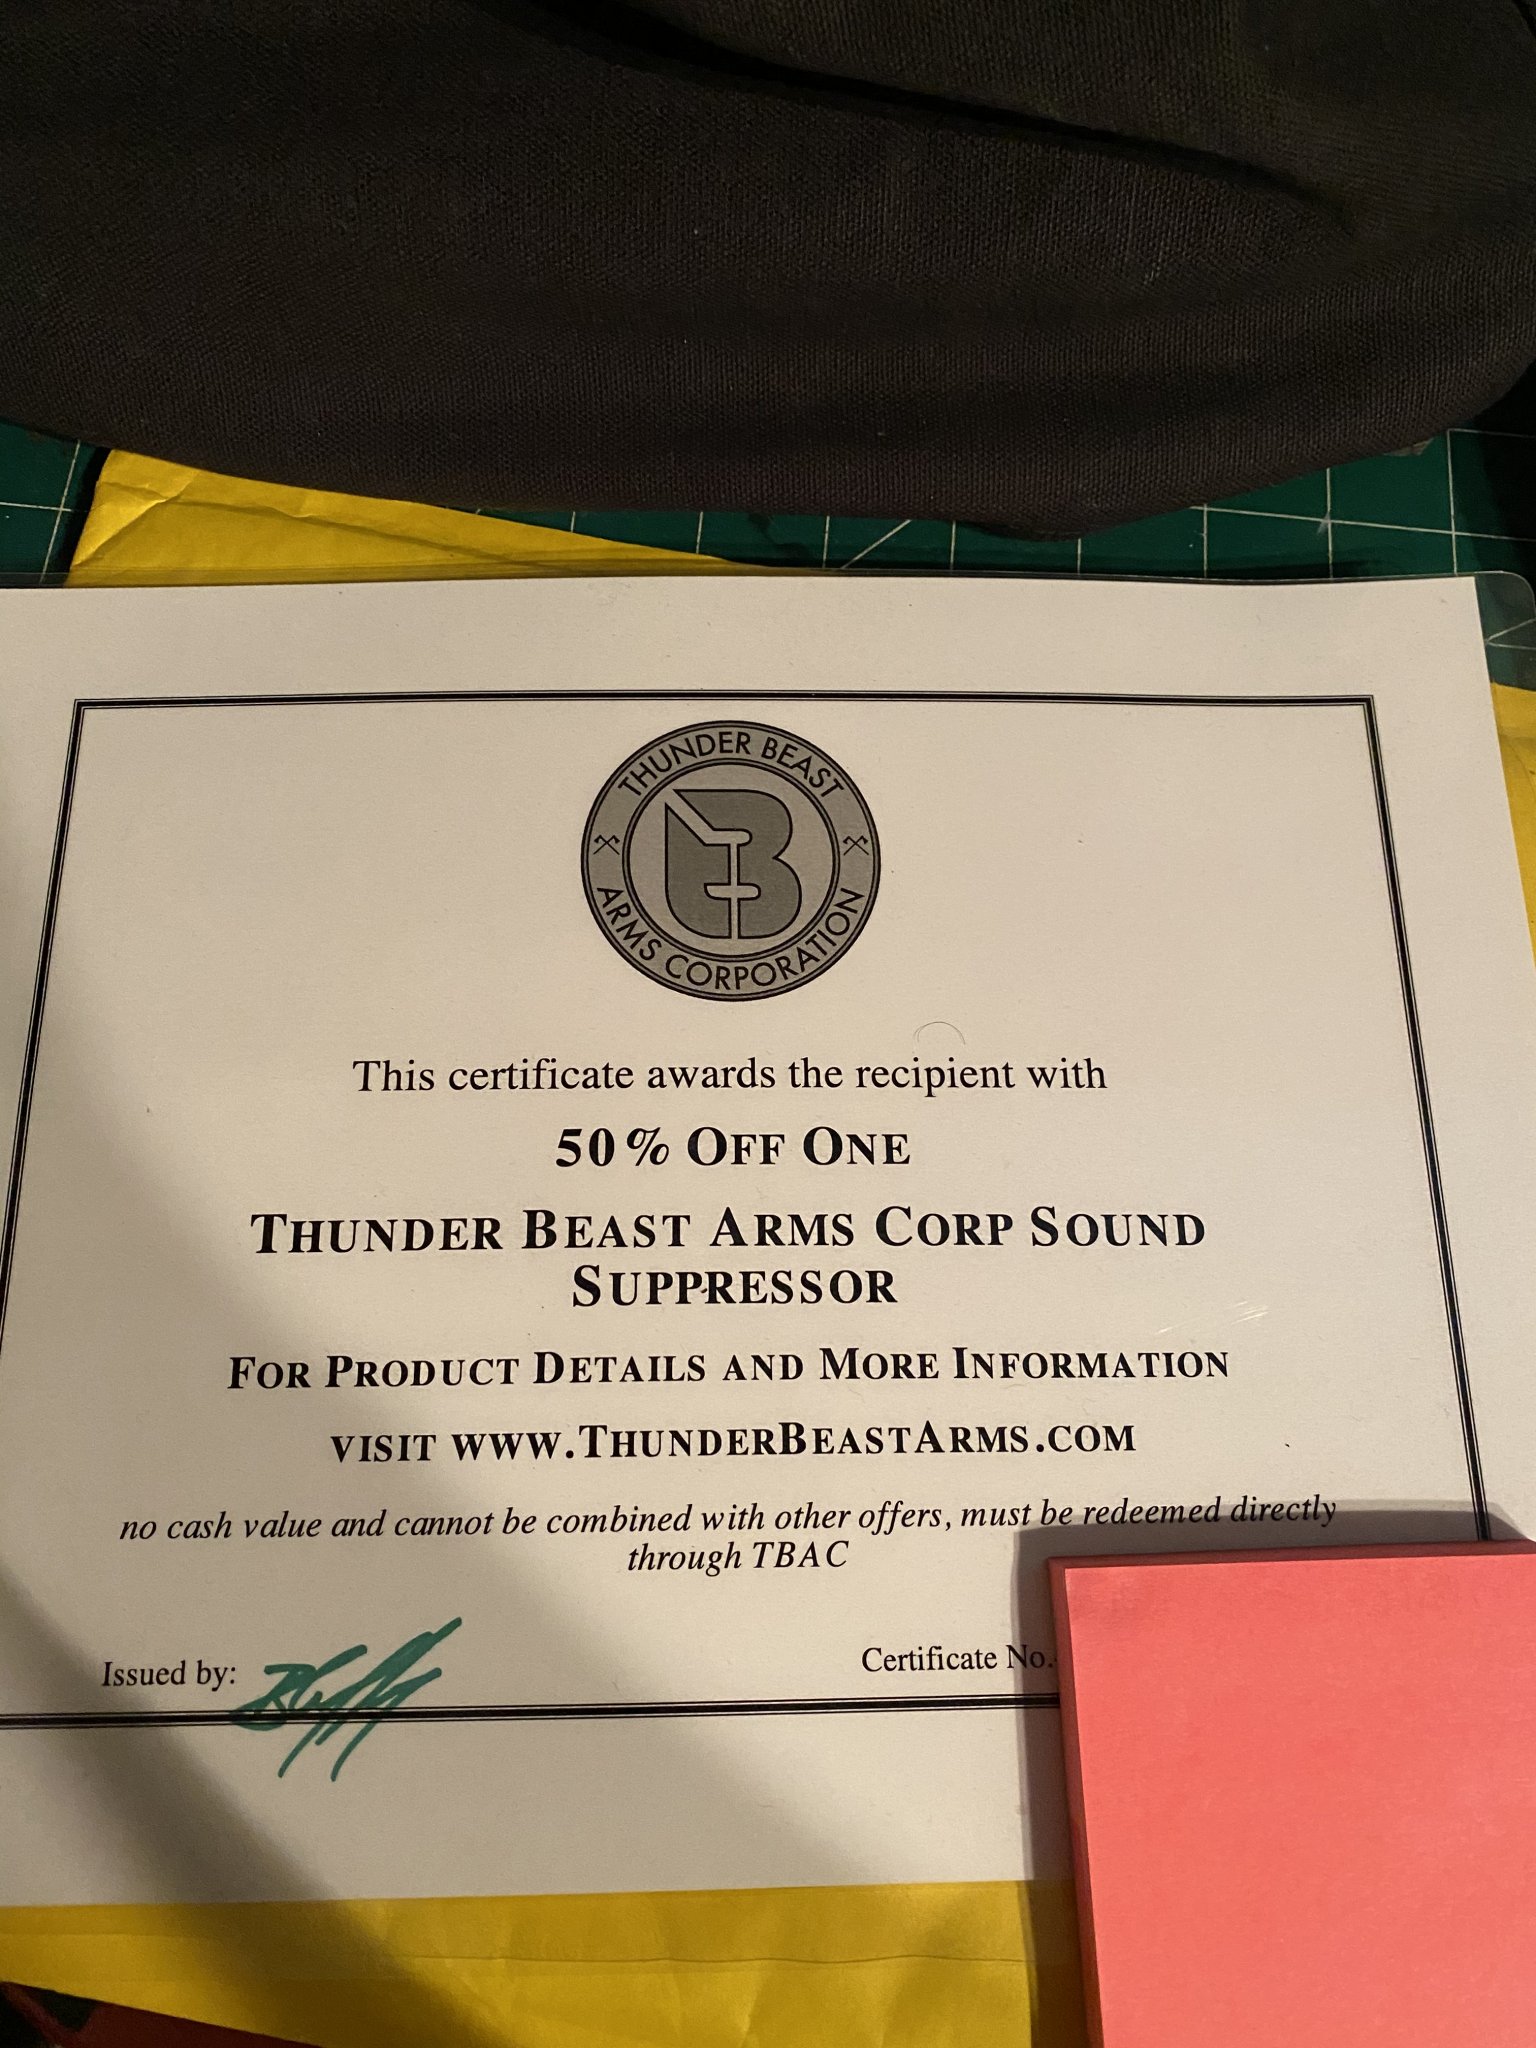 THUNDER BEAST
ARMS CORPORATION
This certificate awards the recipient with
50% OFF ONE
THUNDER BEAST ARMS CORP SOUND
SUPPRESSOR
FOR PRODUCT DETAILS AND MORE INFORMATION
VISIT WWW.THUNDERBEASTARMS.COM
no cash value and cannot be combined with other offers, must be redeemed directly
through TBAC
Issued by:
Certificate No.